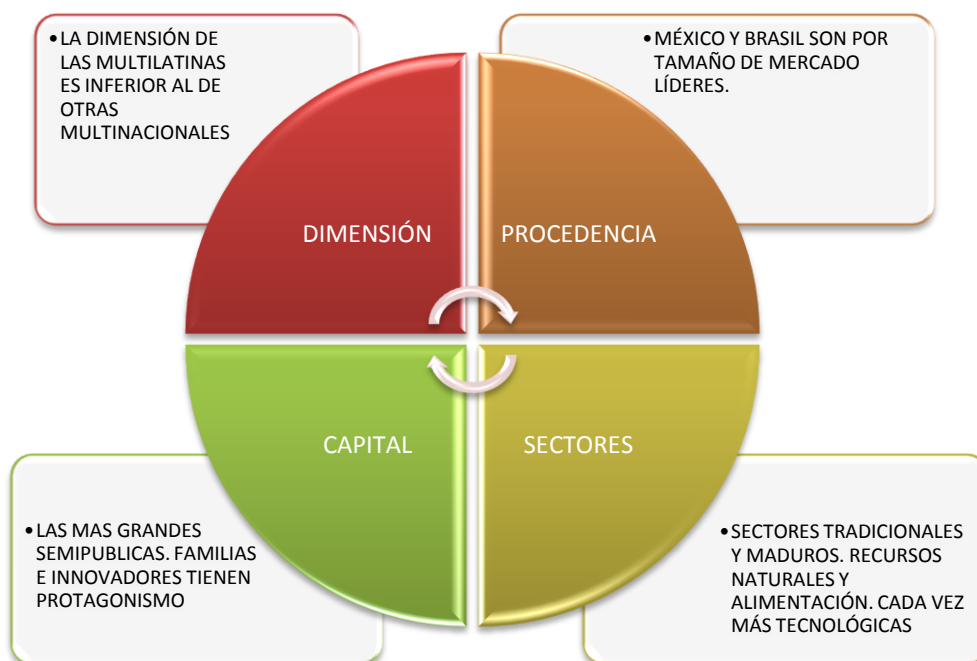 •LA DIMENSIÓN DE
LAS MULTILATINAS
ES INFERIOR AL DE
OTRAS
MULTINACIONALES
•MÉXICO Y BRASIL SON POR
TAMAÑO DE MERCADO
LÍDERES.
DIMENSIÓN
PROCEDENCIA
CAPITAL
SECTORES
•LAS MAS GRANDES
SEMIPUBLICAS. FAMILIAS
E INNOVADORES TIENEN
PROTAGONISMO
•SECTORES TRADICIONALES
Y MADUROS. RECURSOS
NATURALES Y
ALIMENTACIÓN. CADA VEZ
MÁS TECNOLÓGICAS